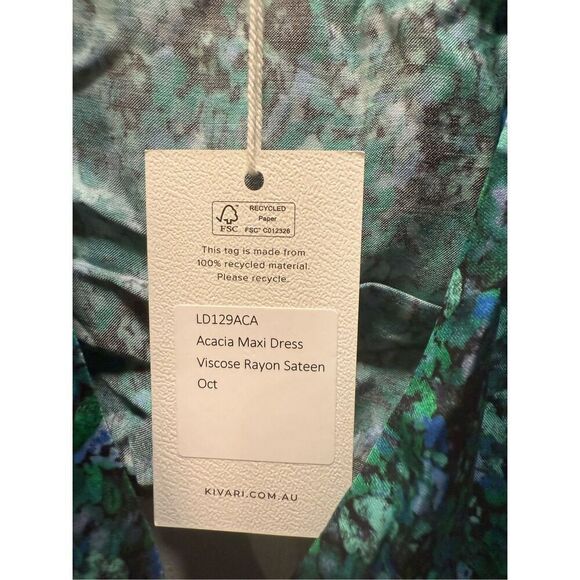 RECYCLED
Paper
FSC
FSC® C012326
This tag is made from
100% recycled material
Please recycle.
LD129ACA
Acacia Maxi Dress
Viscose Rayon Sateen
Oct
KIVARI.COM.AU